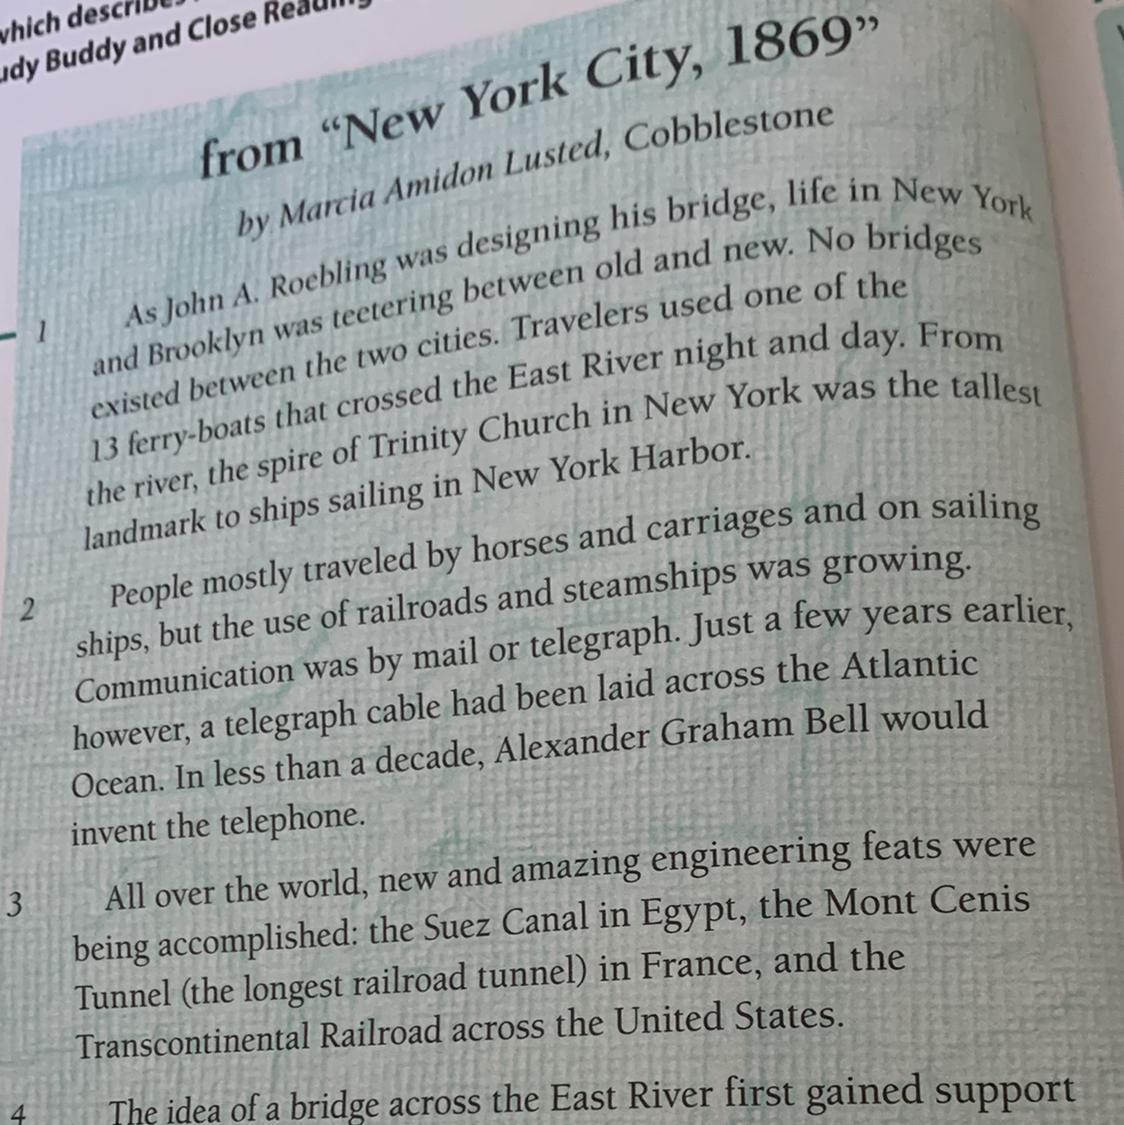 which describes
udy Buddy and Close Reading
from “New York City, 1869”
by Marcia Amidon Lusted, Cobblestone
1 As John A. Roebling was designing his bridge, life in New York
and Brooklyn was teetering between old and new. No bridges
existed between the two cities. Travelers used one of the
13 ferry-boats that crossed the East River night and day. From
the river, the spire of Trinity Church in New York was the tallest
landmark to ships sailing in New York Harbor.
2 People mostly traveled by horses and carriages and on sailing
ships, but the use of railroads and steamships was growing.
Communication was by mail or telegraph. Just a few years earlier,
however, a telegraph cable had been laid across the Atlantic
Ocean. In less than a decade, Alexander Graham Bell would
invent the telephone.
3 All over the world, new and amazing engineering feats were
being accomplished: the Suez Canal in Egypt, the Mont Cenis
Tunnel (the longest railroad tunnel) in France, and the
Transcontinental Railroad across the United States.
4 The idea of a bridge across the East River first gained support